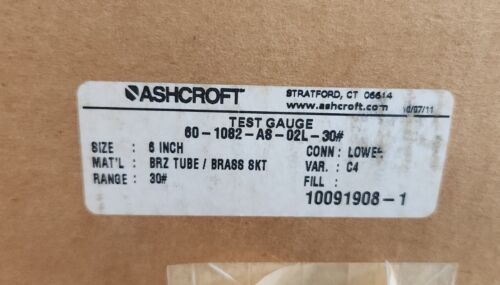 ASHCROFT
STRATFORD, CT 06614
www.ashcroft.com
TEST GAUGE
60-1082-AS-02L-30#
SIZE : 6 INCH
CONN : LOWER
MAT'L : BRZ TUBE / BRASS SKT
VAR. : C4
RANGE : 30#
FILL :
10091908-1